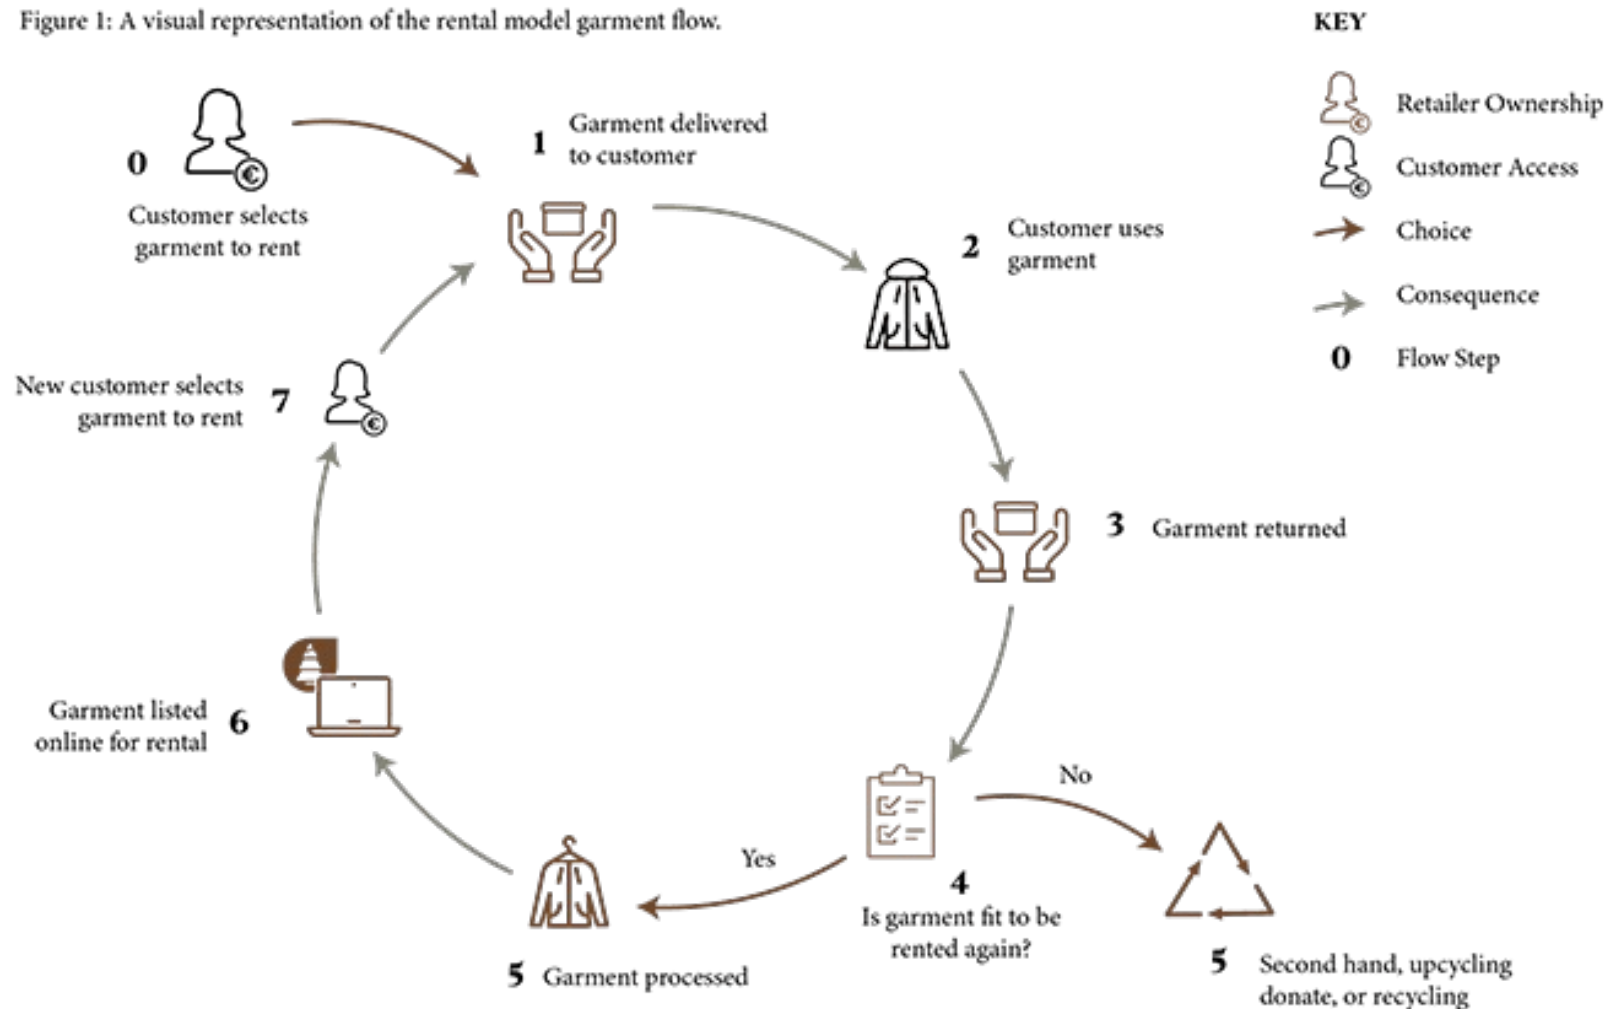 Figure 1: A visual representation of the rental model garment flow.
KEY
Retailer Ownership
Customer Access
Choice
Consequence
0 Flow Step
0
Customer selects
garment to rent
1 Garment delivered
to customer
2 Customer uses
garment
3 Garment returned
4
Is garment fit to be
rented again?
No
Yes
5 Second hand, upcycling
donate, or recycling
5 Garment processed
Garment listed
online for rental
6
New customer selects
garment to rent
7
€
€
€
€